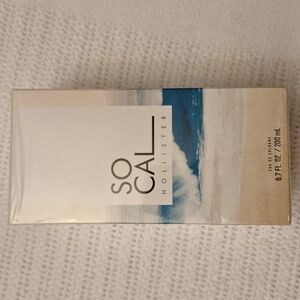 SO
CAL
HOLLISTER
EAU DE COLOGNE
6.7 FL. OZ. / 200 mL